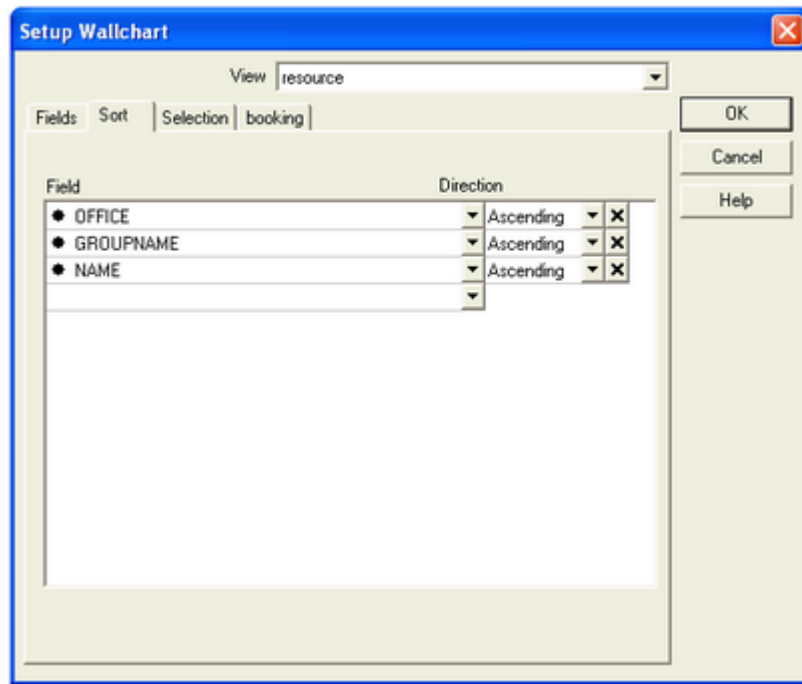 Setup Wallchart
View resource
Fields Sort Selection booking
OK
Cancel
Help
Field Direction
OFFICE Ascending
GROUPNAME Ascending
NAME Ascending